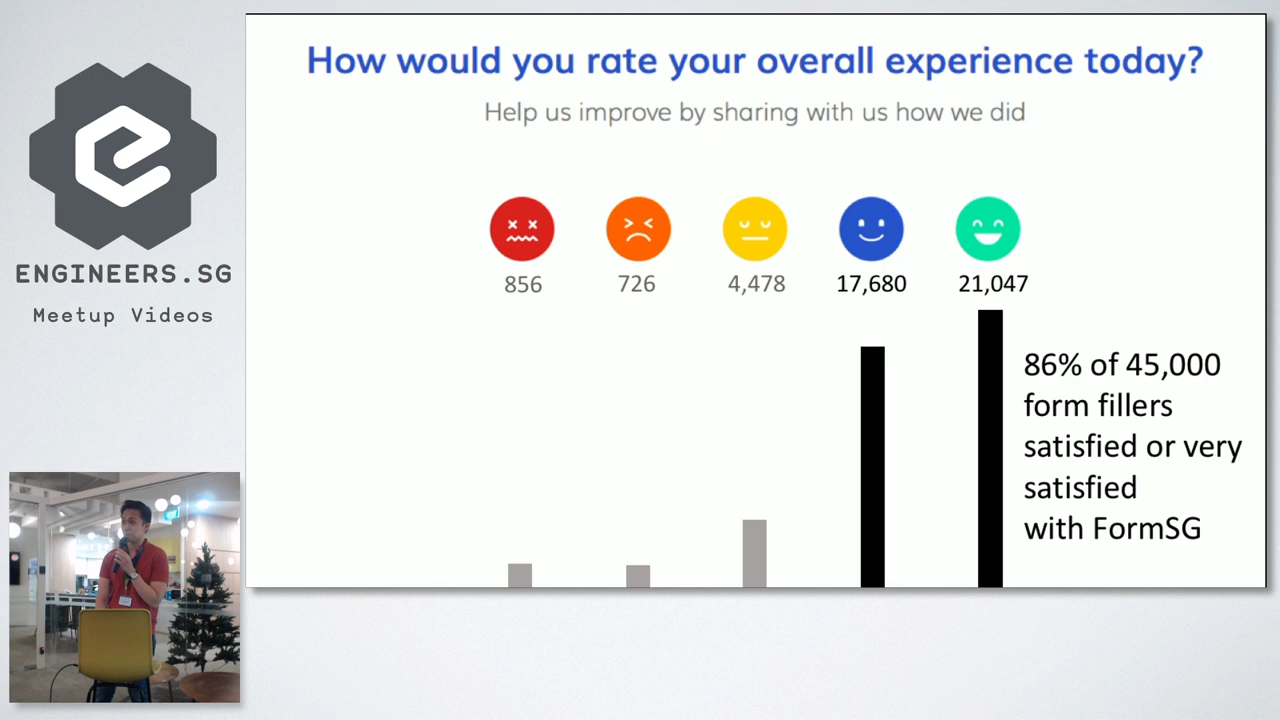 ENGINEERS.SG
Meetup Videos
How would you rate your overall experience today?
Help us improve by sharing with us how we did
856
726
4,478
17,680
21,047
86% of 45,000
form fillers
satisfied or very
satisfied
with FormSG